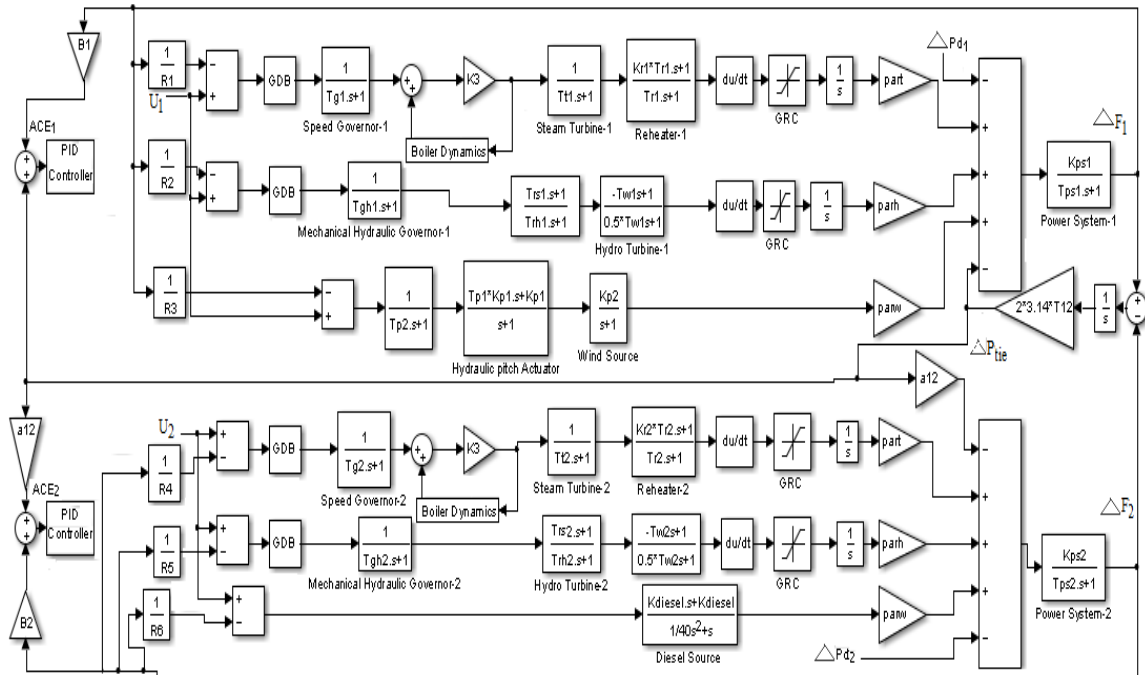 B1
1
R1
U1
GDB
1
Tg1.s+1
Speed Governor-1
K3
Boiler Dynamics
1
Tt1.s+1
Steam Turbine-1
Kr1*Tr1.s+1
Tr1.s+1
Reheater-1
du/dt
GRC
1
s
part
△Pd1
△F1
ACE1
PID
Controller
1
R2
GDB
1
Tgh1.s+1
Mechanical Hydraulic Governor-1
Trs1.s+1
Trh1.s+1
-Tw1s+1
0.5*Tw1s+1
Hydro Turbine-1
du/dt
GRC
1
s
parh
Kps1
Tps1.s+1
Power System-1
1
R3
1
Tp2.s+1
Tp1*Kp1.s+Kp1
s+1
Hydraulic pitch Actuator
Kp2
s+1
Wind Source
parw
2*3.14*T12
1
s
△Ptie
a12
a12
U2
1
R4
GDB
1
Tg2.s+1
Speed Governor-2
K3
Boiler Dynamics
1
Tt2.s+1
Steam Turbine-2
Kr2*Tr2.s+1
Tr2.s+1
Reheater-2
du/dt
GRC
1
s
part
△F2
ACE2
PID
Controller
1
R5
GDB
1
Tgh2.s+1
Mechanical Hydraulic Governor-2
Trs2.s+1
Trh2.s+1
Hydro Turbine-2
-Tw2s+1
0.5*Tw2s+1
du/dt
GRC
1
s
parh
Kps2
Tps2.s+1
Power System-2
B2
1
R6
Kdiesel.s+Kdiesel
1/40s²+s
Diesel Source
parw
△Pd2